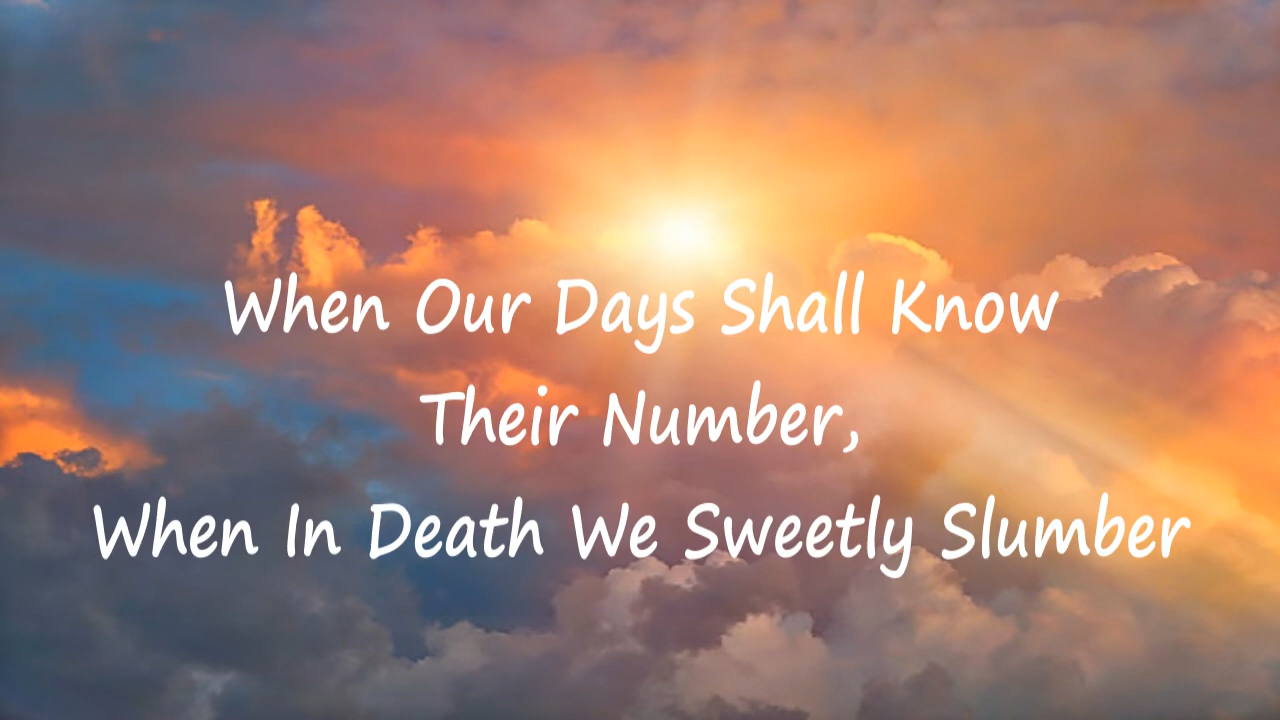 When Our Days Shall Know
Their Number,
When In Death We Sweetly Slumber